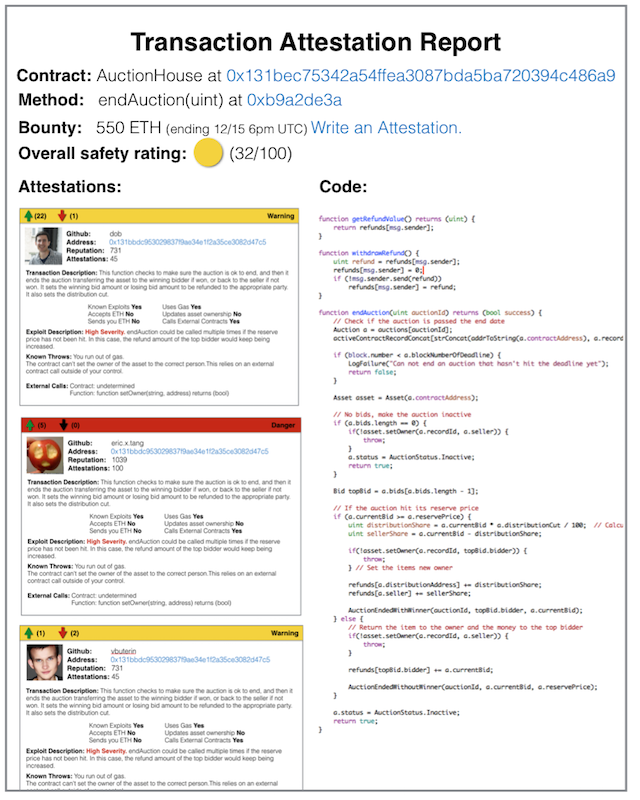 Transaction Attestation Report
Contract: AuctionHouse at 0x131bec75342a54ffea3087bda5ba720394c486a9
Method: endAuction(uint) at 0xb9a2de3a
Bounty: 550 ETH (ending 12/15 6pm UTC) Write an Attestation.
Overall safety rating: (32/100)
Attestations:
(22) (1) Warning
Github: dob
Address: 0x131bbdc953029837f9ae34e1f2a35ce3082d47c5
Reputation: 731
Attestations: 45
Transaction Description: This function checks to make sure the auction is ok to end, and then it
ends the auction transferring the asset to the winning bidder if won, or back to the seller if not
won. It sets the winning bid amount or losing bid amount to be refunded to the appropriate party.
It also sets the distribution cut.
Known Exploits Yes Uses Gas Yes
Accepts ETH No Updates asset ownership No
Sends you ETH No Calls External Contracts Yes
Exploit Description: High Severity. endAuction could be called multiple times if the reserve
price has not been hit. In this case, the refund amount of the top bidder would keep being
increased.
Known Throws: You run out of gas.
The contract can't set the owner of the asset to the correct person.This relies on an external
contract call outside of your control.
External Calls: Contract: undetermined
Function: function setOwner(string, address) returns (bool)
(5) (0) Danger
Github: eric.x.tang
Address: 0x131bbdc953029837f9ae34e1f2a35ce3082d47c5
Reputation: 1039
Attestations: 100
Transaction Description: This function checks to make sure the auction is ok to end, and then it
ends the auction transferring the asset to the winning bidder if won, or back to the seller if not
won. It sets the winning bid amount or losing bid amount to be refunded to the appropriate party.
It also sets the distribution cut.
Known Exploits Yes Uses Gas Yes
Accepts ETH No Updates asset ownership No
Sends you ETH No Calls External Contracts Yes
Exploit Description: High Severity. endAuction could be called multiple times if the reserve
price has not been hit. In this case, the refund amount of the top bidder would keep being
increased.
Known Throws: You run out of gas.
The contract can't set the owner of the asset to the correct person.This relies on an external
contract call outside of your control.
External Calls: Contract: undetermined
Function: function setOwner(string, address) returns (bool)
(1) (2) Warning
Github: vbuterin
Address: 0x131bbdc953029837f9ae34e1f2a35ce3082d47c5
Reputation: 731
Attestations: 45
Transaction Description: This function checks to make sure the auction is ok to end, and then it
ends the auction transferring the asset to the winning bidder if won, or back to the seller if not
won. It sets the winning bid amount or losing bid amount to be refunded to the appropriate party.
It also sets the distribution cut.
Known Exploits Yes Uses Gas Yes
Accepts ETH No Updates asset ownership No
Sends you ETH No Calls External Contracts Yes
Exploit Description: High Severity. endAuction could be called multiple times if the reserve
price has not been hit. In this case, the refund amount of the top bidder would keep being
increased.
Known Throws: You run out of gas.
The contract can't set the owner of the asset to the correct person.This relies on an external
Code:
function getRefundValue() returns (uint) {
return refunds[msg.sender];
}
function withdrawRefund() {
uint refund = refunds[msg.sender];
refunds[msg.sender] = 0;
if (!msg.sender.send(refund))
refunds[msg.sender] = refund;
}
function endAuction(uint auctionId) returns (bool success) {
// Check if the auction is passed the end date
Auction a = auctions[auctionId];
activeContractRecordConcat[strConcat(addrToString(a.contractAddress), a.record
if (block.number < a.blockNumberOfDeadline) {
LogFailure("Can not end an auction that hasn't hit the deadline yet");
return false;
}
Asset asset = Asset(a.contractAddress);
// No bids, make the auction inactive
if (a.bids.length == 0) {
if(!asset.setOwner(a.recordId, a.seller)) {
throw;
}
a.status = AuctionStatus.Inactive;
return true;
}
Bid topBid = a.bids[a.bids.length - 1];
// If the auction hit its reserve price
if (a.currentBid >= a.reservePrice) {
uint distributionShare = a.currentBid * a.distributionCut / 100; // Calcu
uint sellerShare = a.currentBid - distributionShare;
if(!asset.setOwner(a.recordId, topBid.bidder)) {
throw;
} // Set the items new owner
refunds[a.distributionAddress] += distributionShare;
refunds[a.seller] += sellerShare;
AuctionEndedWithWinner(auctionId, topBid.bidder, a.currentBid);
} else {
// Return the item to the owner and the money to the top bidder
if(!asset.setOwner(a.recordId, a.seller)) {
throw;
}
refunds[topBid.bidder] += a.currentBid;
AuctionEndedWithoutWinner(auctionId, a.currentBid, a.reservePrice);
}
a.status = AuctionStatus.Inactive;
return true;
}